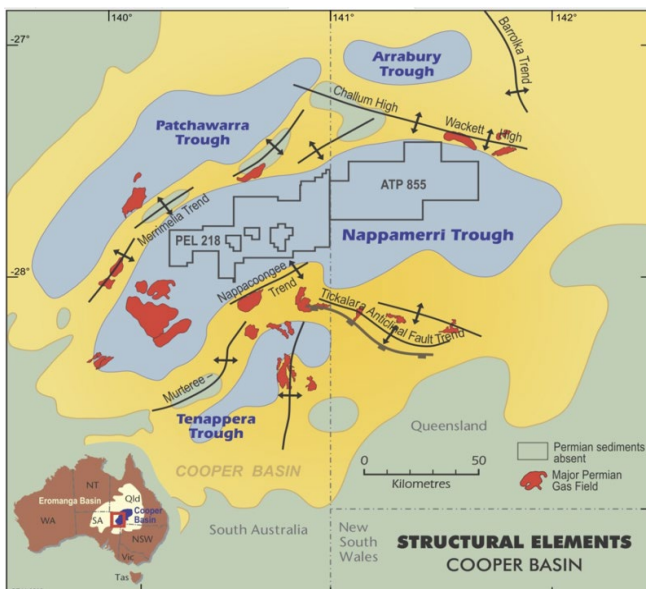 140°
141°
142°
-27°
Barrolka Trend
Arrabury
Trough
Challum High
Wackett High
Patchawarra
Trough
ATP 855
Merrimelia Trend
PEL 218
Nappamerri Trough
-28°
Nappacoongee
Trend
Tickalara Anticlinal Fault Trend
Murteree
Tenappera
Trough
Queensland
COOPER BASIN
0
50
Kilometres
Permian sediments
absent
Major Permian
Gas Field
NT
Eromanga Basin
Qld
Cooper
Basin
WA
SA
NSW
Vic
Tas
South Australia
New
South
Wales
STRUCTURAL ELEMENTS
COOPER BASIN